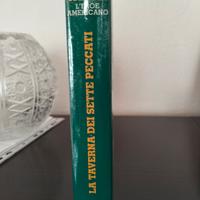 L'EROE
AMERICANO
LA TAVERNA DEI SETTE PECCATI